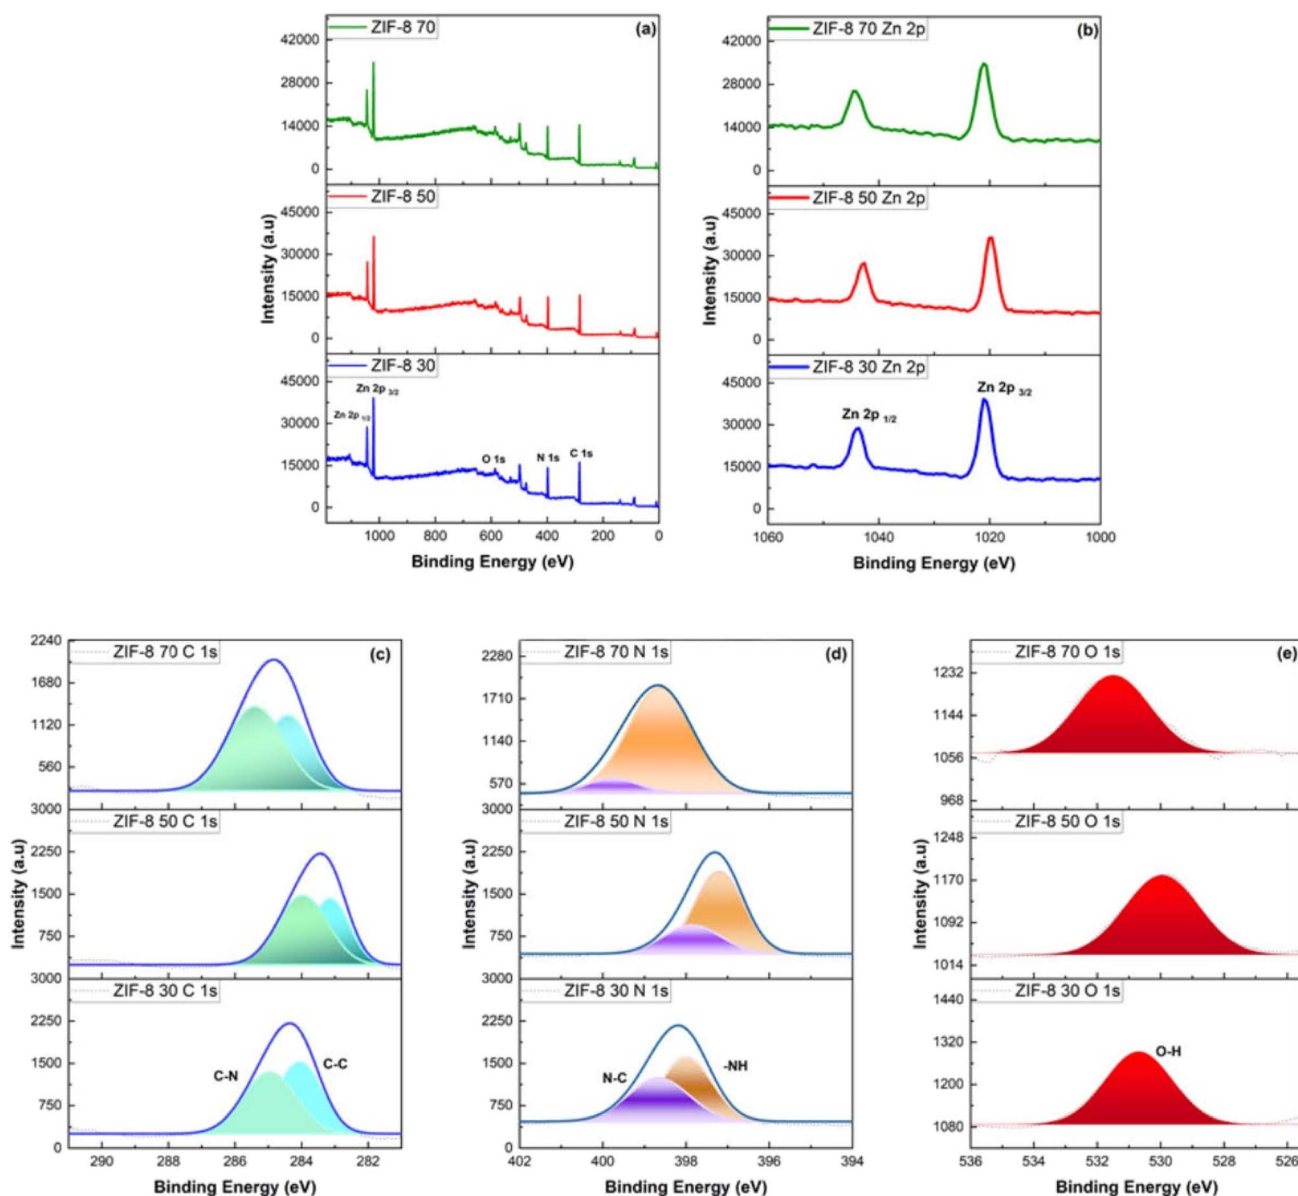 ZIF-8 70
(a)
42000
28000
14000
0
ZIF-8 50
45000
30000
15000
0
ZIF-8 30
45000
30000
15000
0
Zn 2p 3/2
Zn 2p 1/2
O 1s
N 1s
C 1s
Intensity (a.u)
1000 800 600 400 200 0
Binding Energy (eV)
ZIF-8 70 Zn 2p
(b)
42000
28000
14000
0
ZIF-8 50 Zn 2p
45000
30000
15000
0
ZIF-8 30 Zn 2p
45000
30000
15000
0
Zn 2p 1/2
Zn 2p 3/2
Intensity (a.u)
1060 1040 1020 1000
Binding Energy (eV)
ZIF-8 70 C 1s
(c)
2240
1680
1120
560
ZIF-8 50 C 1s
3000
2250
1500
750
ZIF-8 30 C 1s
3000
2250
1500
750
0
C-N
C-C
Intensity (a.u)
290 288 286 284 282
Binding Energy (eV)
ZIF-8 70 N 1s
(d)
2280
1710
1140
570
ZIF-8 50 N 1s
3000
2250
1500
750
ZIF-8 30 N 1s
3000
2250
1500
750
0
N-C
-NH
Intensity (a.u)
402 400 398 396 394
Binding Energy (eV)
ZIF-8 70 O 1s
(e)
1232
1144
1056
968
ZIF-8 50 O 1s
1248
1170
1092
1014
ZIF-8 30 O 1s
1440
1320
1200
1080
O-H
Intensity (a.u)
536 534 532 530 528 526
Binding Energy (eV)